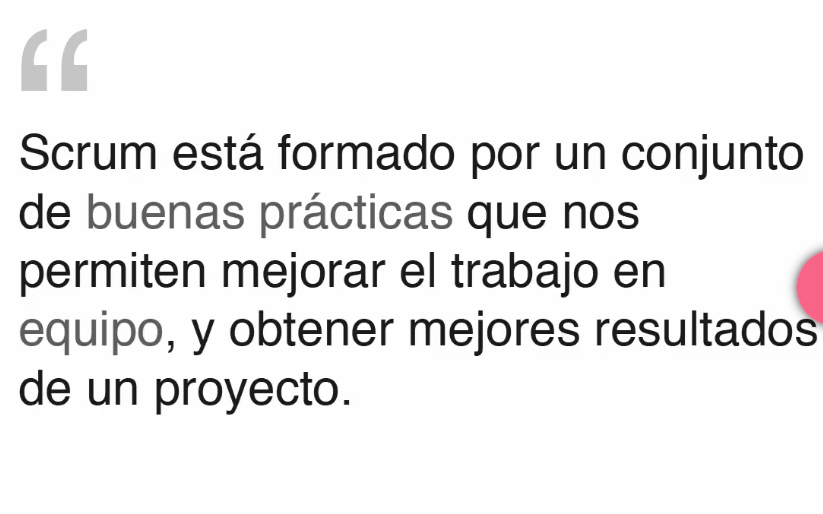 “
Scrum está formado por un conjunto
de buenas prácticas que nos
permiten mejorar el trabajo en
equipo, y obtener mejores resultados
de un proyecto.